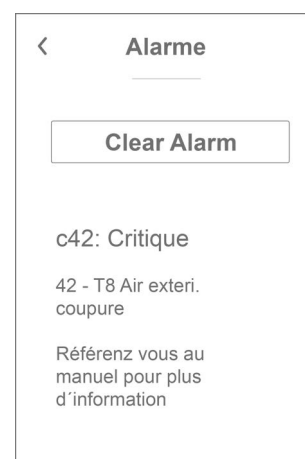 Alarme
Clear Alarm
c42: Critique
42 - T8 Air exteri.
coupure
Référenz vous au
manuel pour plus
d´information